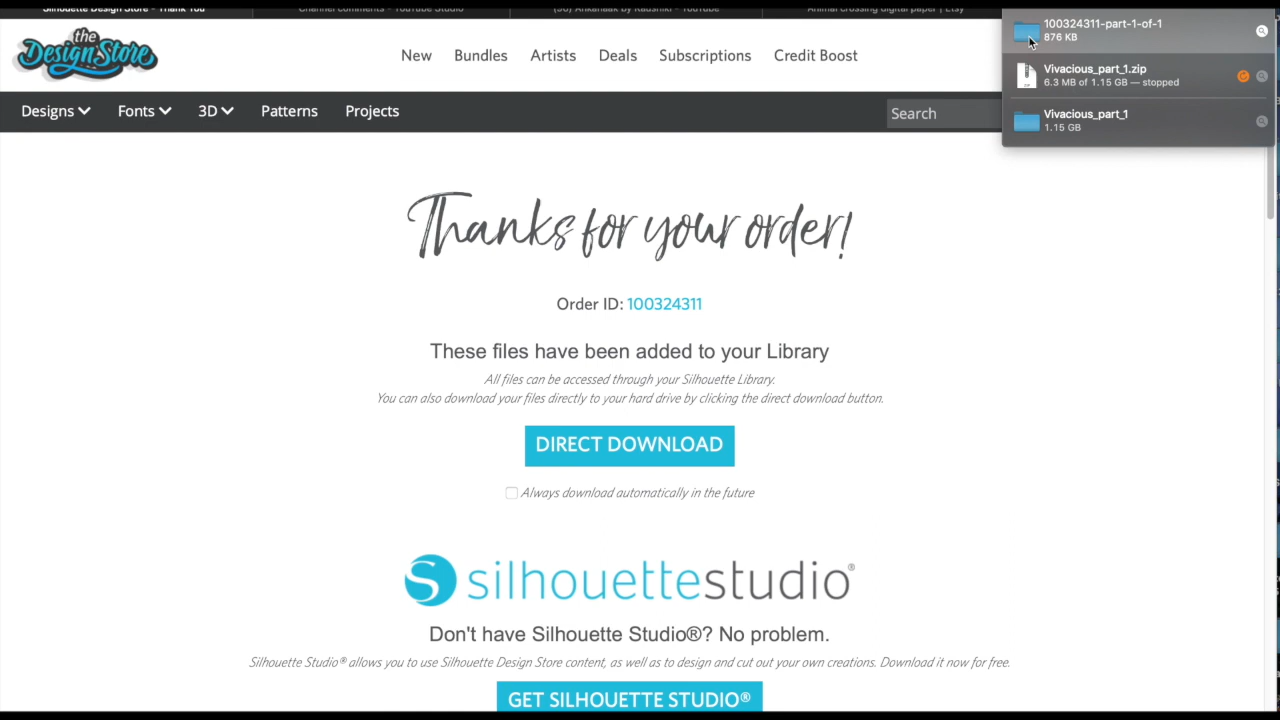 Silhouette Design Store - Thank You
Channel comments - YouTube Studio
Animal crossing digital paper | Etsy
the
Design Store
New
Bundles
Artists
Deals
Subscriptions
Credit Boost
100324311-part-1-of-1
876 KB
Vivacious_part_1.zip
6.3 MB of 1.15 GB — stopped
Vivacious_part_1
1.15 GB
Designs
Fonts
3D
Patterns
Projects
Search
Thanks for your order!
Order ID: 100324311
These files have been added to your Library
All files can be accessed through your Silhouette Library.
You can also download your files directly to your hard drive by clicking the direct download button.
DIRECT DOWNLOAD
Always download automatically in the future
S silhouettestudio®
Don't have Silhouette Studio®? No problem.
Silhouette Studio® allows you to use Silhouette Design Store content, as well as to design and cut out your own creations. Download it now for free.
GET SILHOUETTE STUDIO®